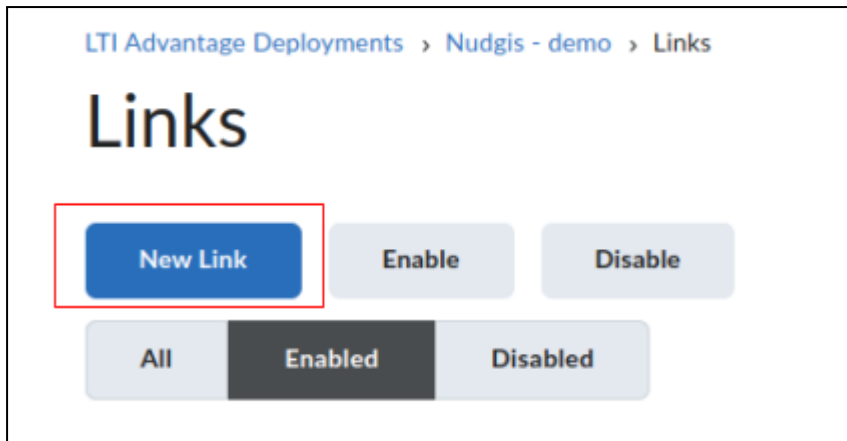 LTI Advantage Deployments › Nudgis - demo › Links
Links
New Link Enable Disable
All Enabled Disabled